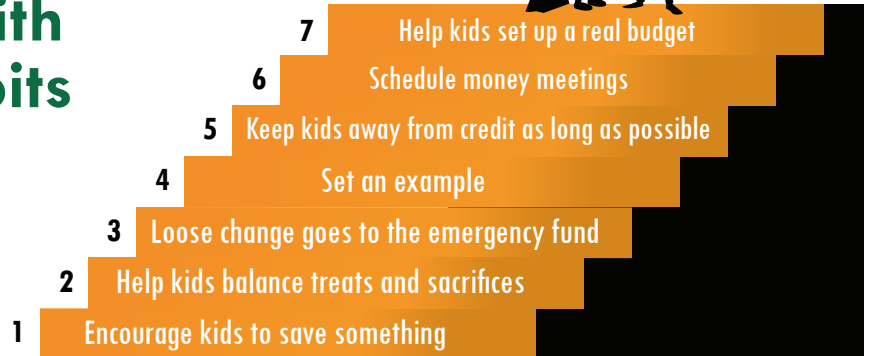 ith
bits
7 Help kids set up a real budget
6 Schedule money meetings
5 Keep kids away from credit as long as possible
4 Set an example
3 Loose change goes to the emergency fund
2 Help kids balance treats and sacrifices
1 Encourage kids to save something